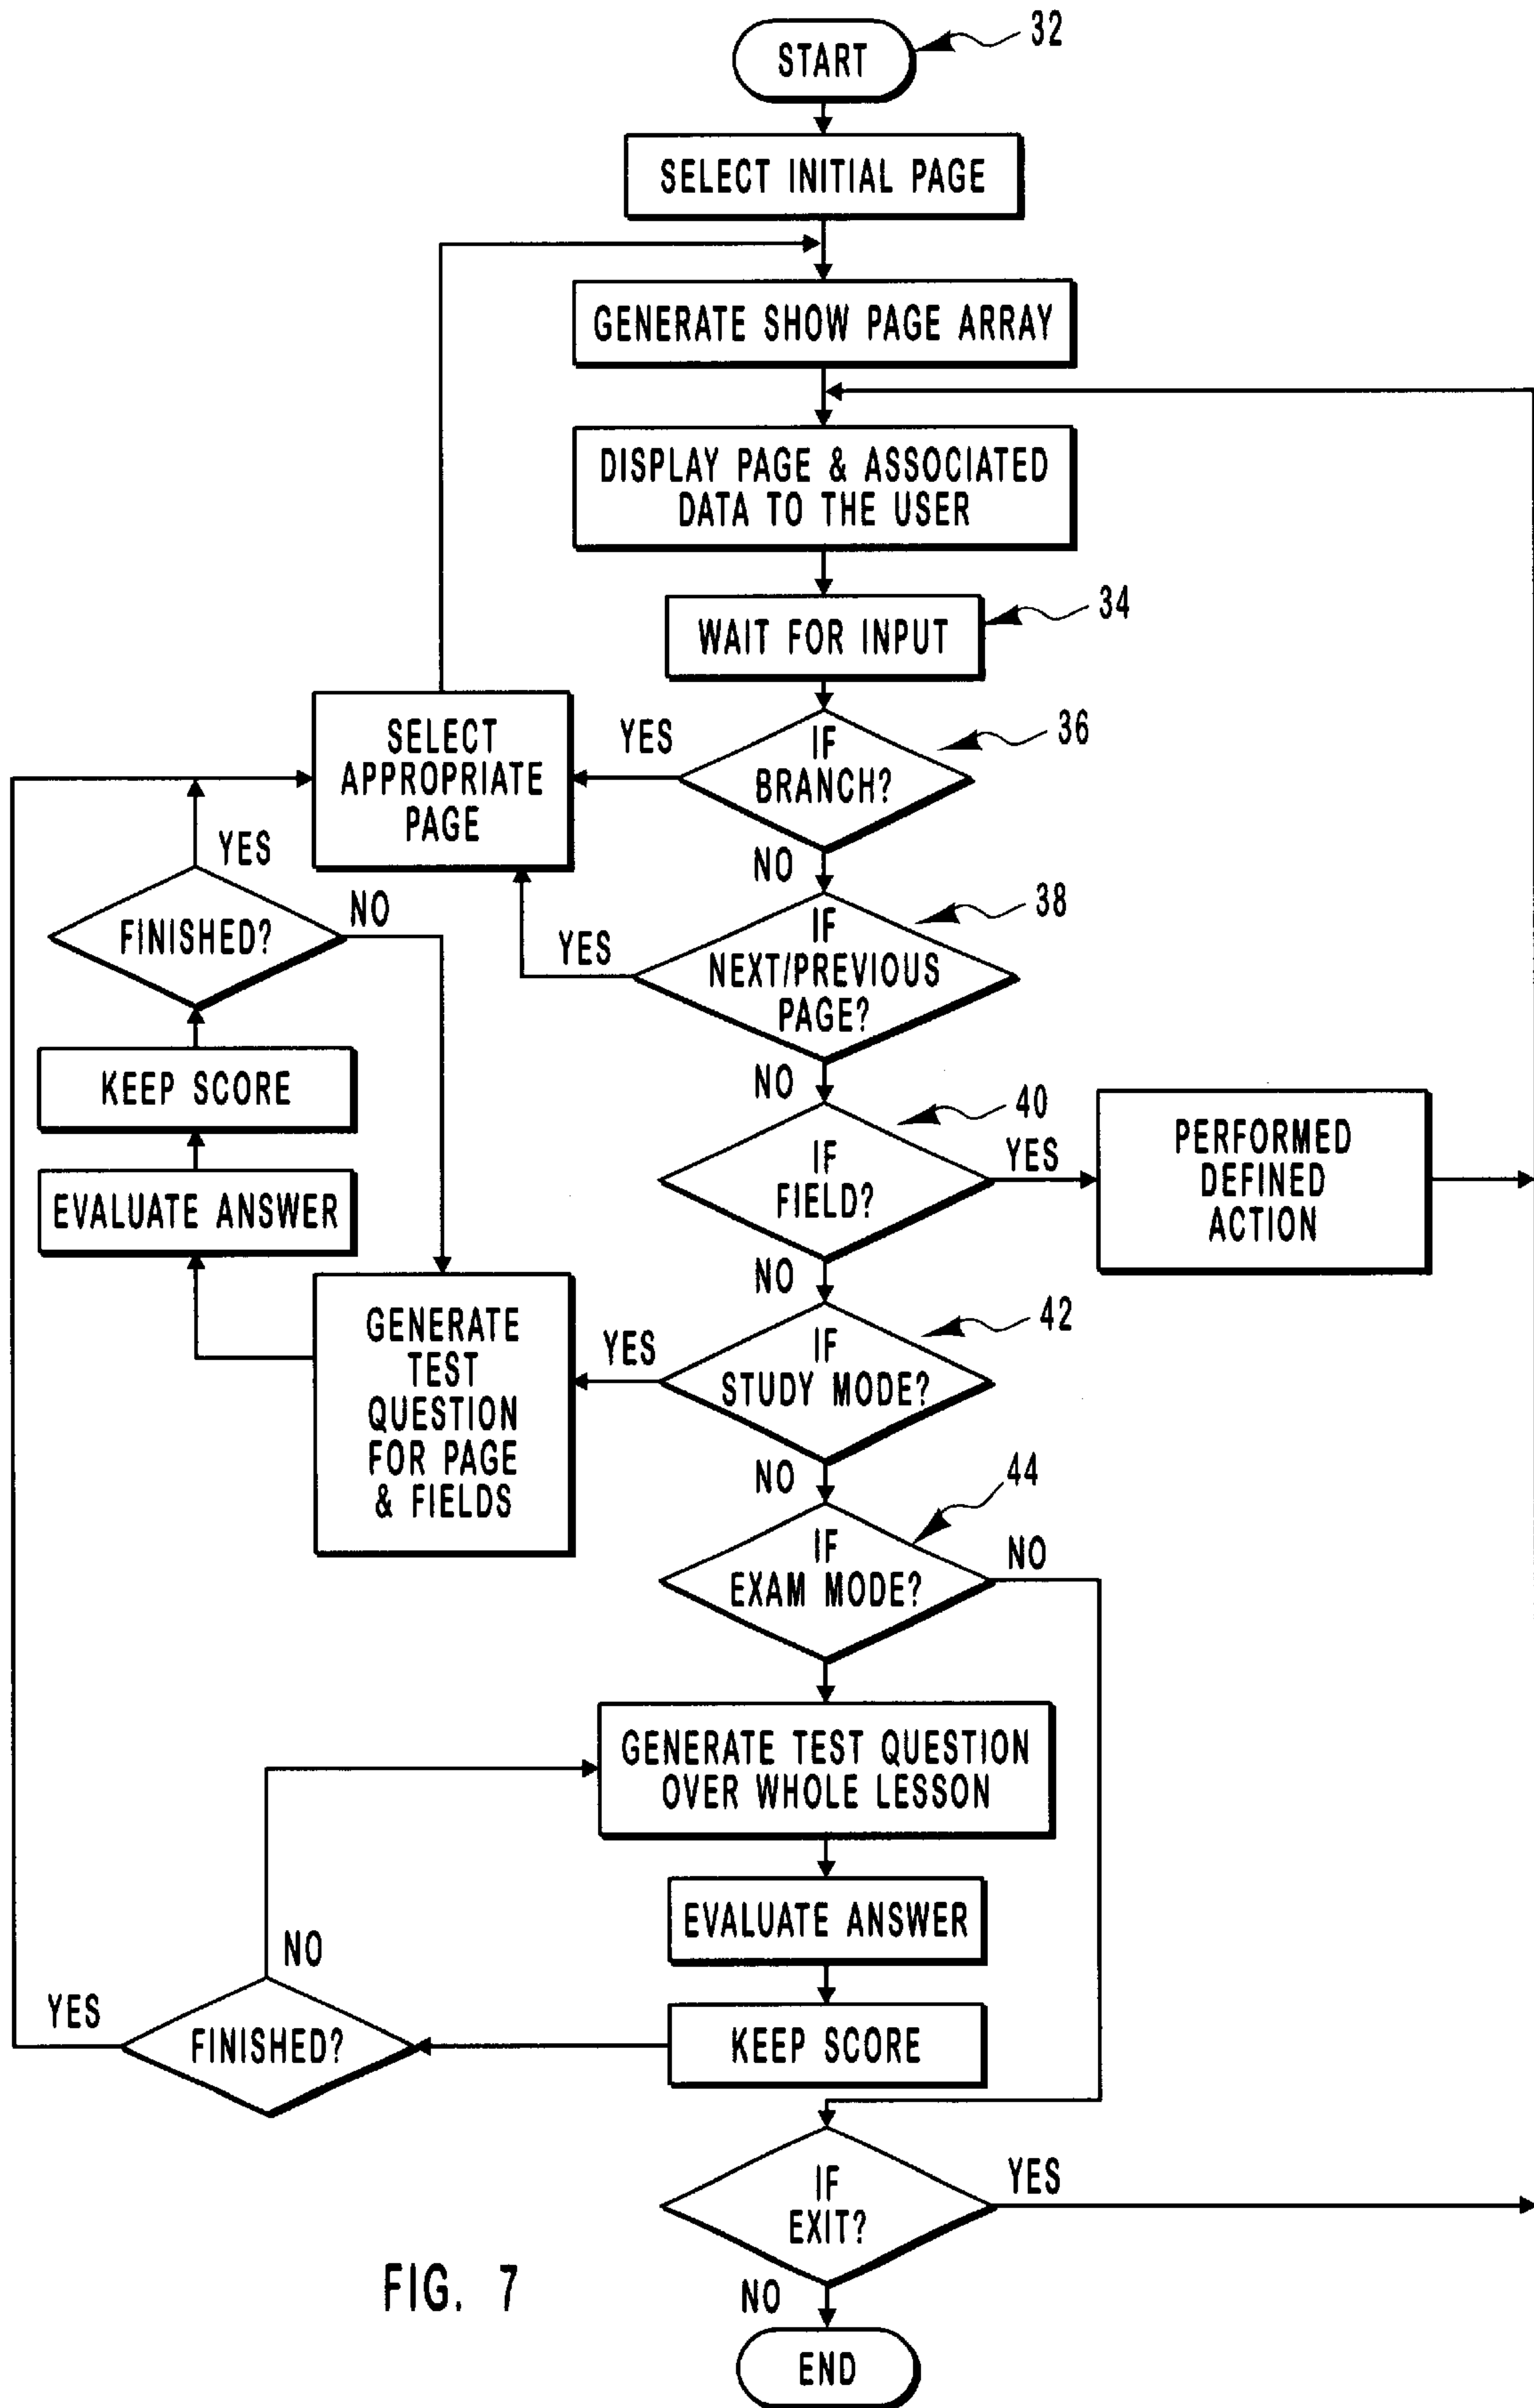 START
32
SELECT INITIAL PAGE
GENERATE SHOW PAGE ARRAY
DISPLAY PAGE & ASSOCIATED
DATA TO THE USER
WAIT FOR INPUT
34
SELECT
APPROPRIATE
PAGE
YES
IF
BRANCH?
36
NO
YES
FINISHED?
NO
YES
IF
NEXT/PREVIOUS
PAGE?
38
NO
KEEP SCORE
EVALUATE ANSWER
IF
FIELD?
40
YES
PERFORMED
DEFINED
ACTION
NO
GENERATE
TEST
QUESTION
FOR PAGE
& FIELDS
YES
IF
STUDY MODE?
42
NO
IF
EXAM MODE?
44
NO
GENERATE TEST QUESTION
OVER WHOLE LESSON
EVALUATE ANSWER
KEEP SCORE
NO
YES
FINISHED?
IF
EXIT?
YES
NO
END
FIG. 7